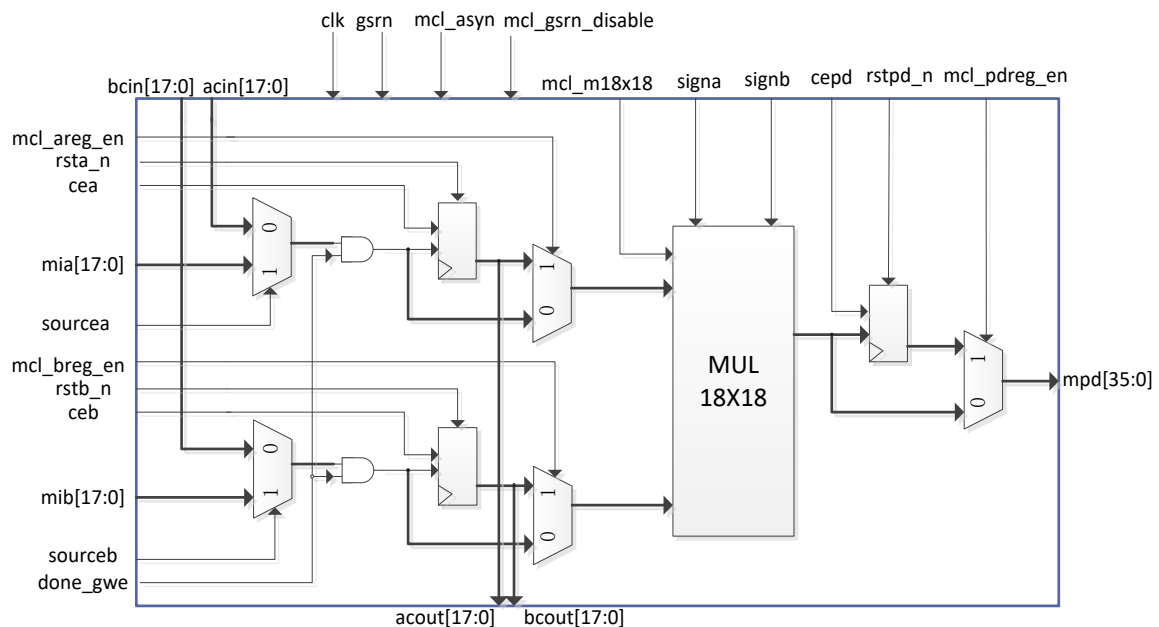 clk gsrn mcl_asyn mcl_gsrn_disable
bcin[17:0] acin[17:0]
mcl_m18x18 signa signb cepd rstpd_n mcl_pdreg_en
mcl_areg_en
rsta_n
cea
0
mia[17:0]
1
1
0
sourcea
mcl_breg_en
rstb_n
ceb
MUL
18X18
1
0
mpd[35:0]
0
mib[17:0]
1
1
0
sourceb
done_gwe
acout[17:0] bcout[17:0]